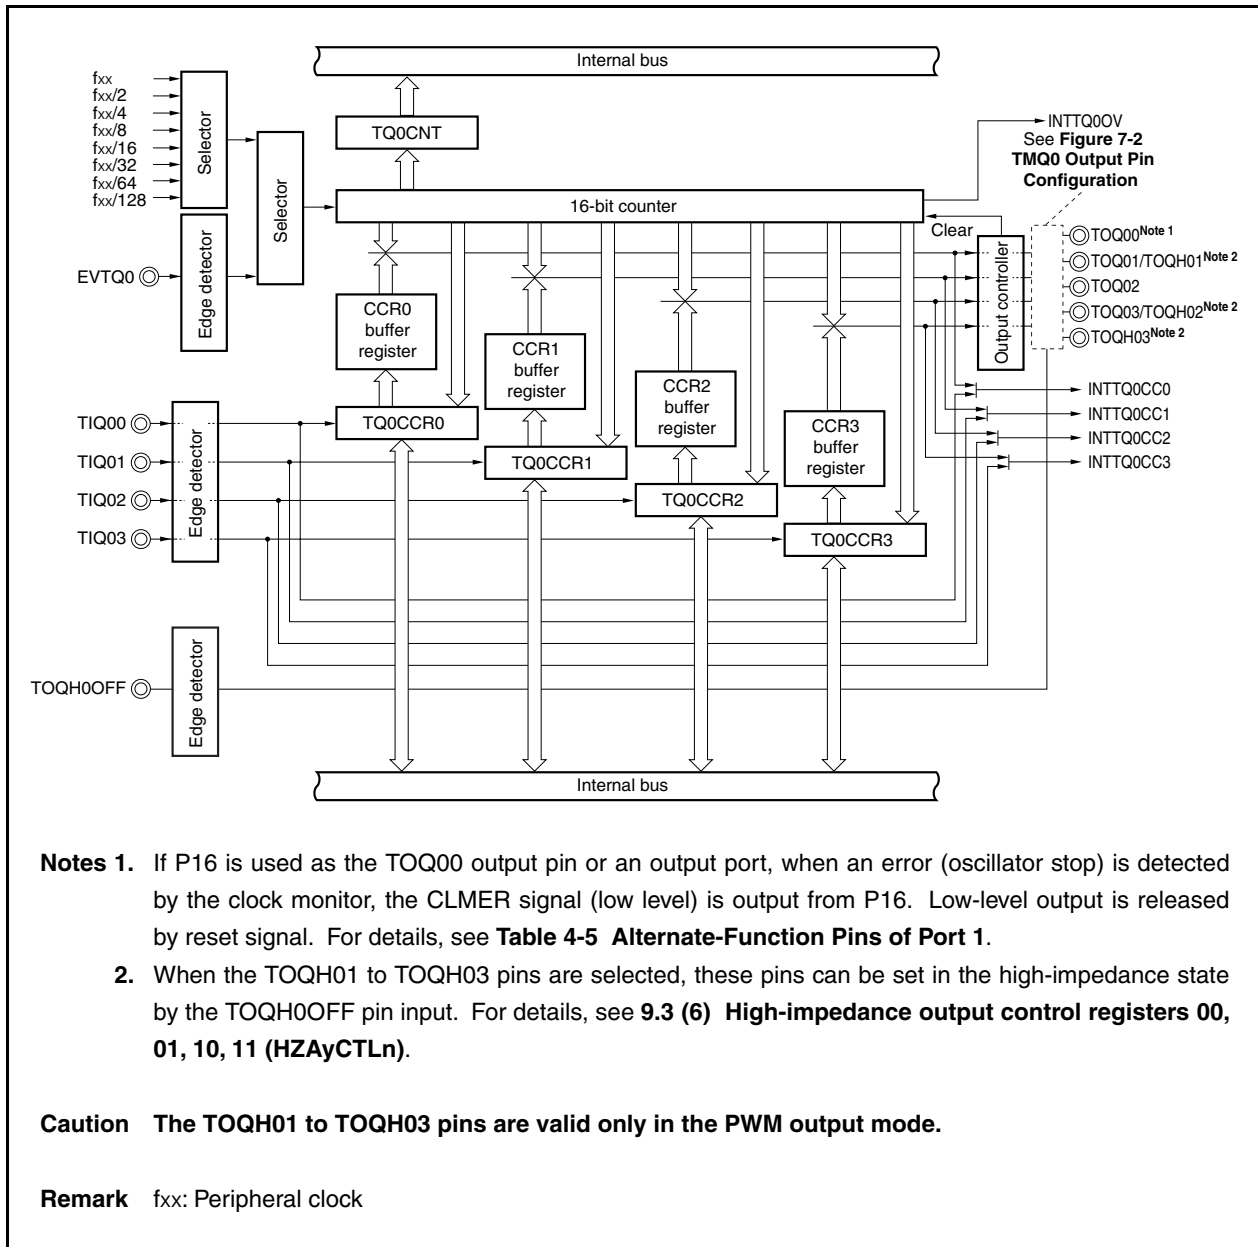 Internal bus
fxx
fxx/2
fxx/4
fxx/8
fxx/16
fxx/32
fxx/64
fxx/128
Selector
Selector
TQ0CNT
16-bit counter
INTTQ0OV
See Figure 7-2
TMQ0 Output Pin
Configuration
Clear
EVTQ0
Edge detector
CCR0
buffer
register
CCR1
buffer
register
CCR2
buffer
register
CCR3
buffer
register
Output controller
TOQ00Note 1
TOQ01/TOQH01Note 2
TOQ02
TOQ03/TOQH02Note 2
TOQH03Note 2
TIQ00
TIQ01
TIQ02
TIQ03
Edge detector
TQ0CCR0
TQ0CCR1
TQ0CCR2
TQ0CCR3
INTTQ0CC0
INTTQ0CC1
INTTQ0CC2
INTTQ0CC3
TOQH0OFF
Edge detector
Internal bus
Notes 1. If P16 is used as the TOQ00 output pin or an output port, when an error (oscillator stop) is detected
by the clock monitor, the CLMER signal (low level) is output from P16. Low-level output is released
by reset signal. For details, see Table 4-5 Alternate-Function Pins of Port 1.
2. When the TOQH01 to TOQH03 pins are selected, these pins can be set in the high-impedance state
by the TOQH0OFF pin input. For details, see 9.3 (6) High-impedance output control registers 00,
01, 10, 11 (HZAyCTLn).
Caution The TOQH01 to TOQH03 pins are valid only in the PWM output mode.
Remark fxx: Peripheral clock